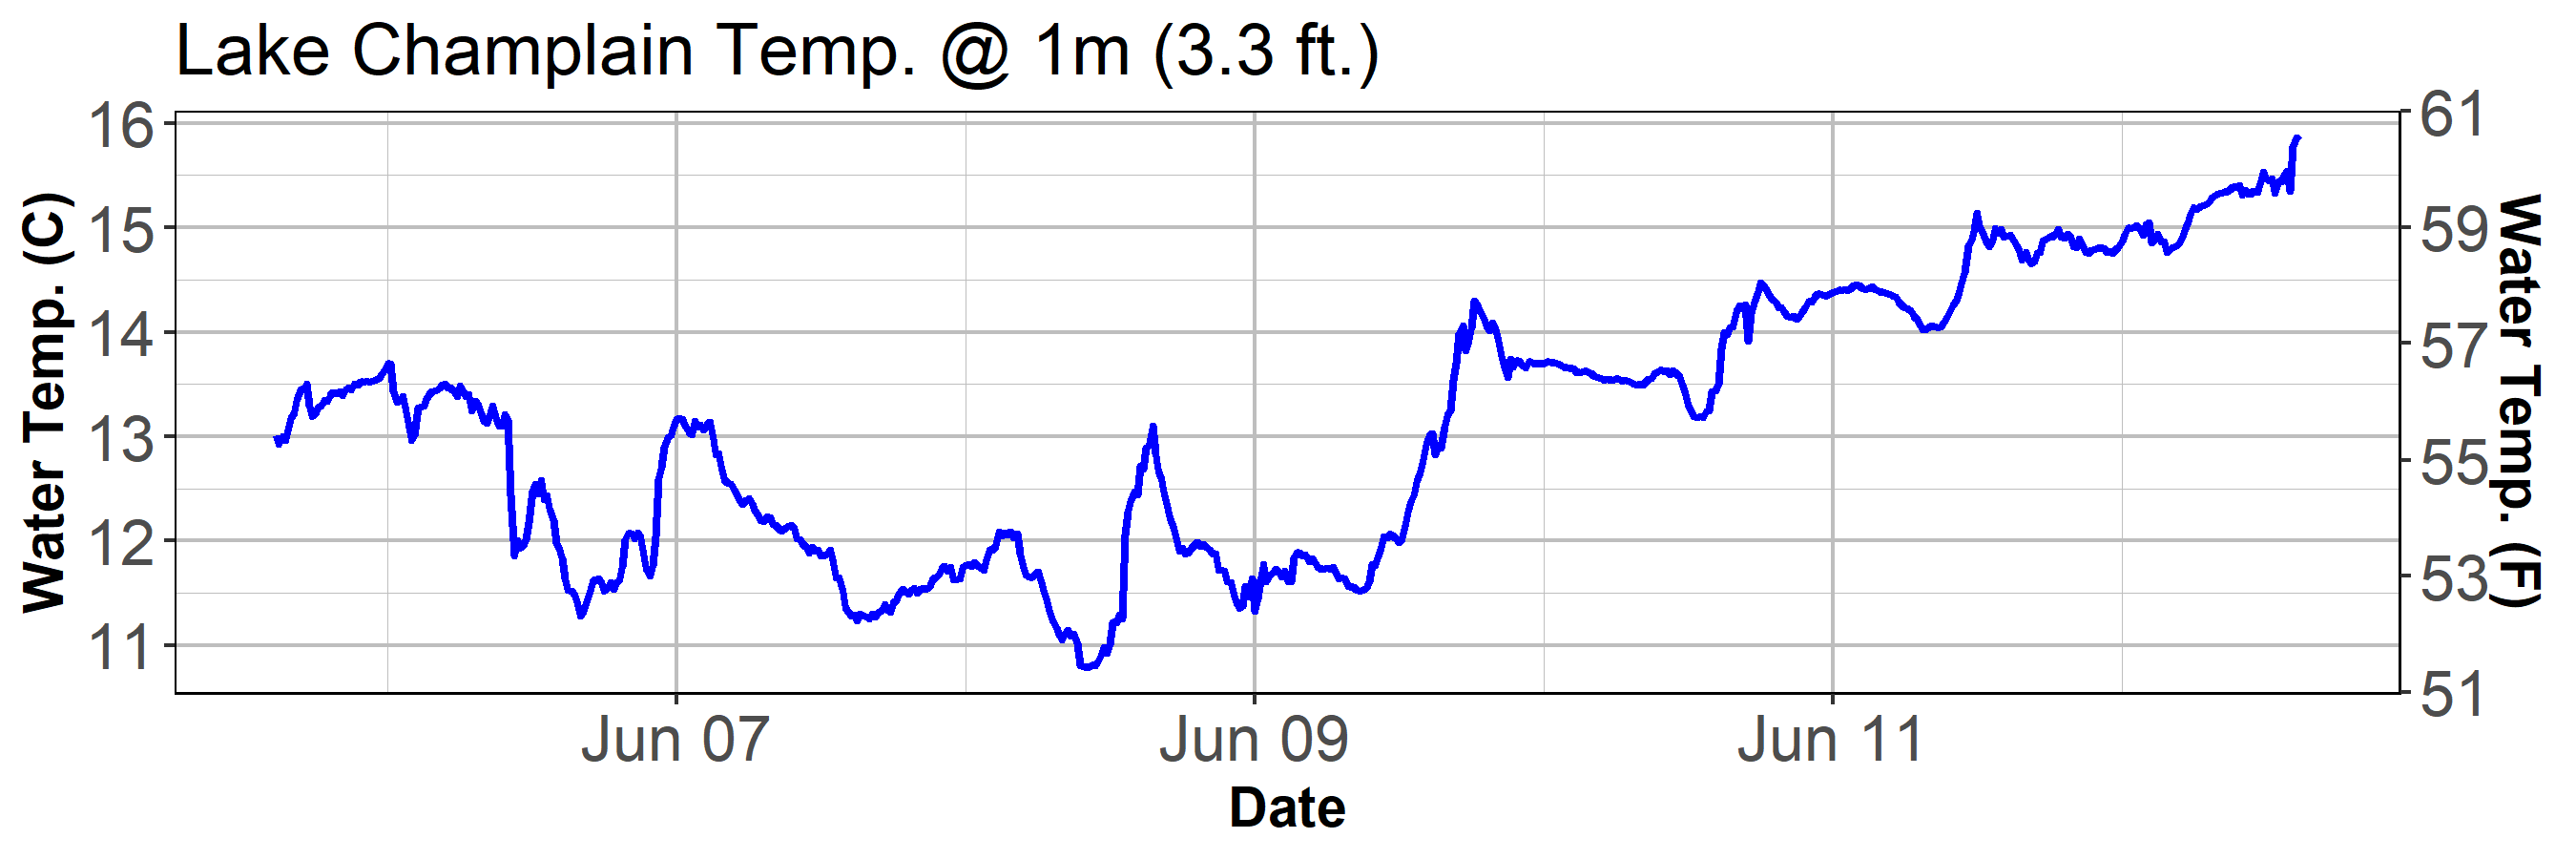 Lake Champlain Temp. @ 1m (3.3 ft.)
Water Temp. (C)
16
15
14
13
12
11
61
59
57
55
53
51
Water Temp. (F)
Jun 07 Jun 09 Jun 11
Date